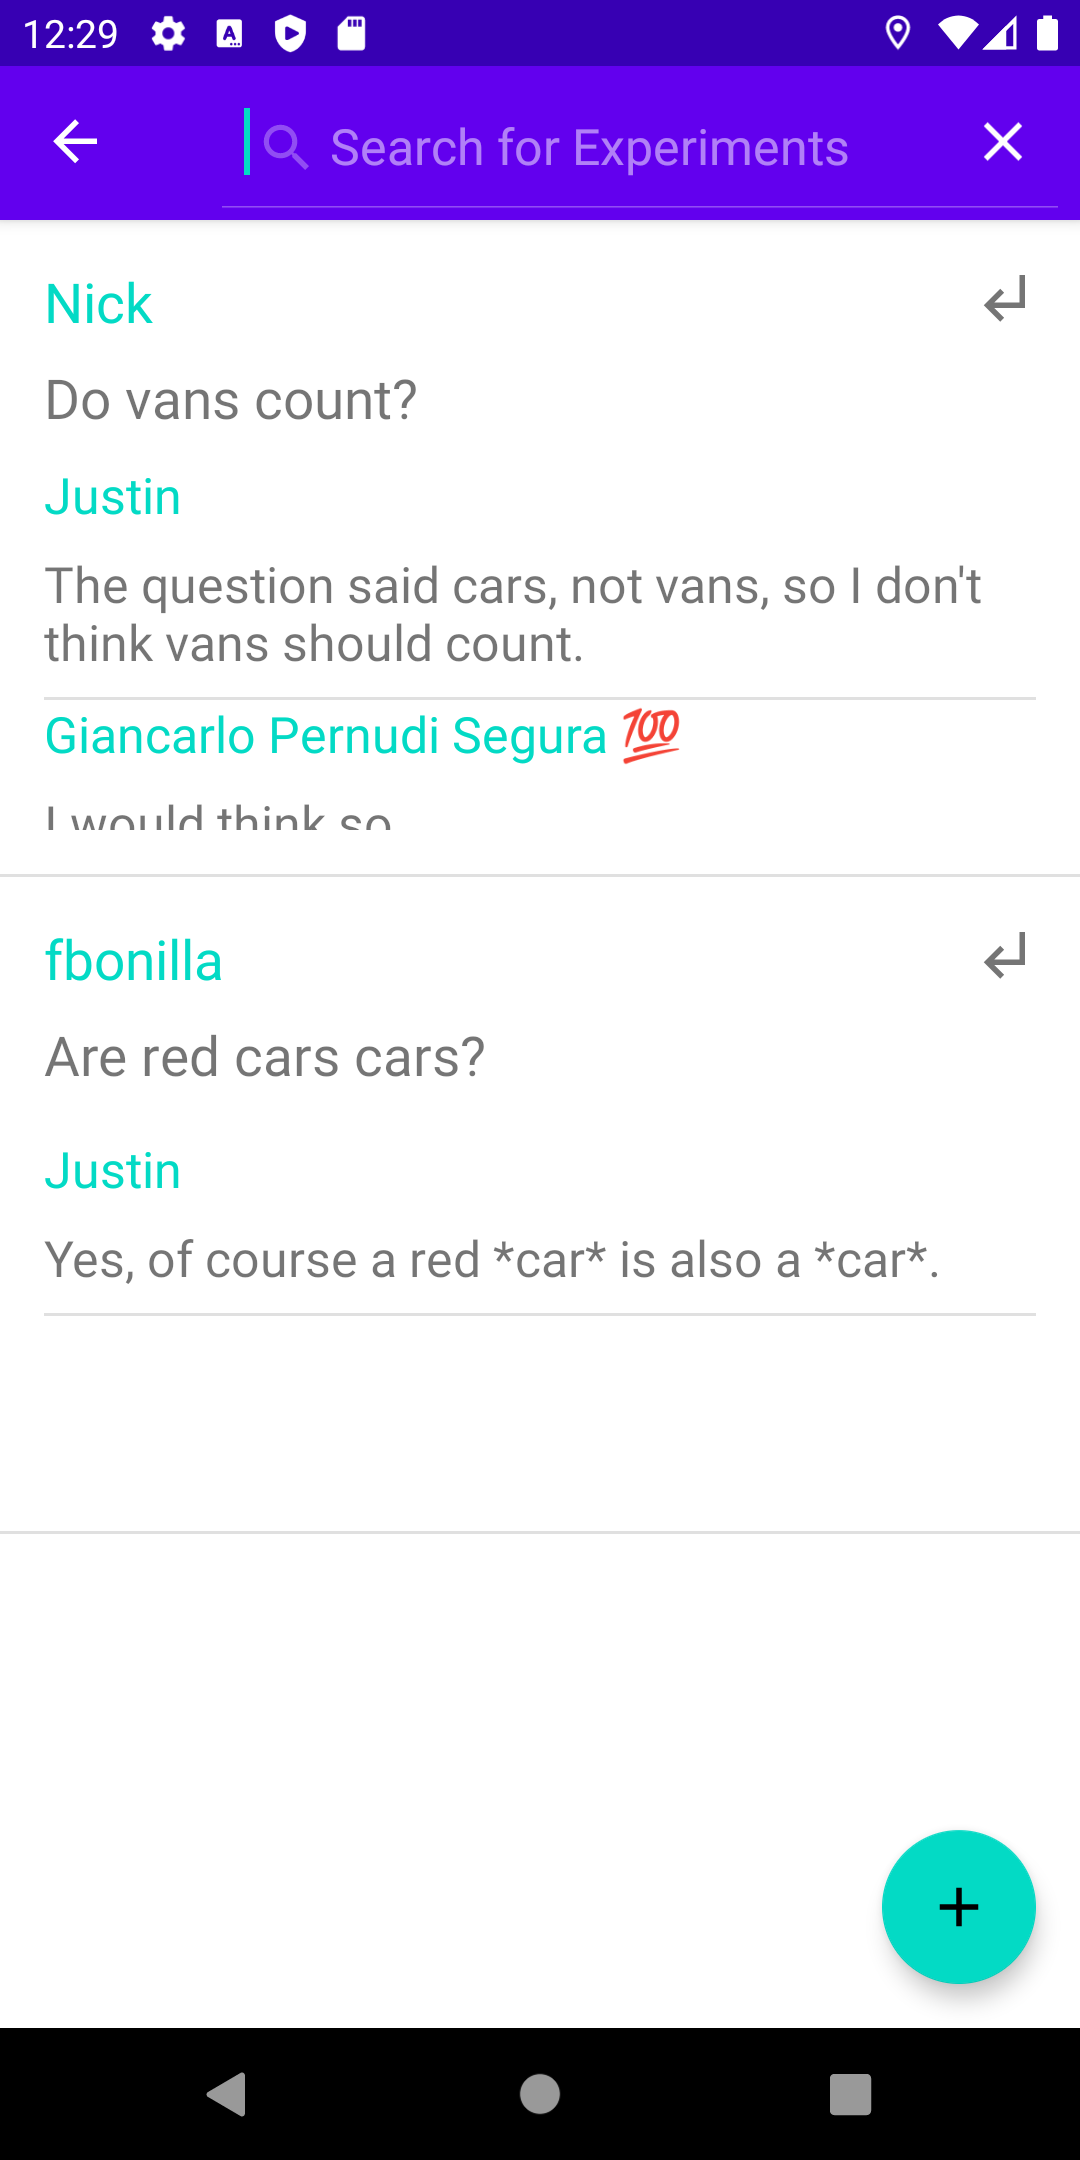 12:29
Search for Experiments
Nick
Do vans count?
Justin
The question said cars, not vans, so I don't
think vans should count.
Giancarlo Pernudi Segura 💯
I would think so
fbonilla
Are red cars cars?
Justin
Yes, of course a red *car* is also a *car*.